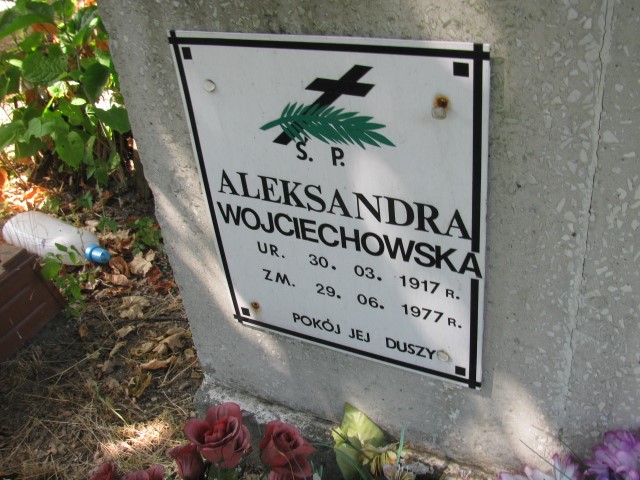 Ś. P.
ALEKSANDRA
WOJCIECHOWSKA
UR. 30. 03. 1917 R.
ZM. 29. 06. 1977 R.
POKÓJ JEJ DUSZY